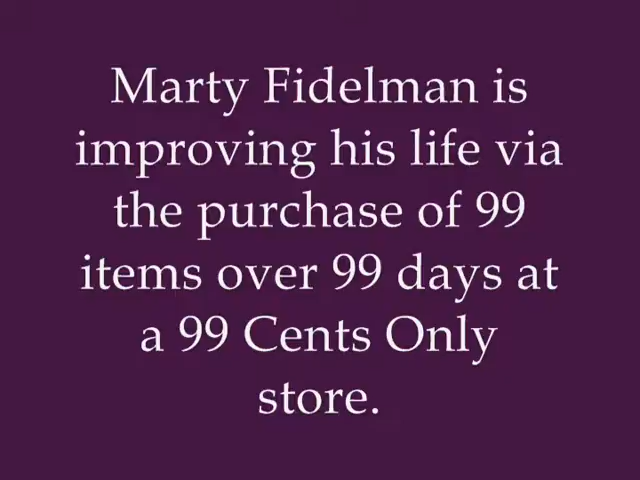 Marty Fidelman is
improving his life via
the purchase of 99
items over 99 days at
a 99 Cents Only
store.